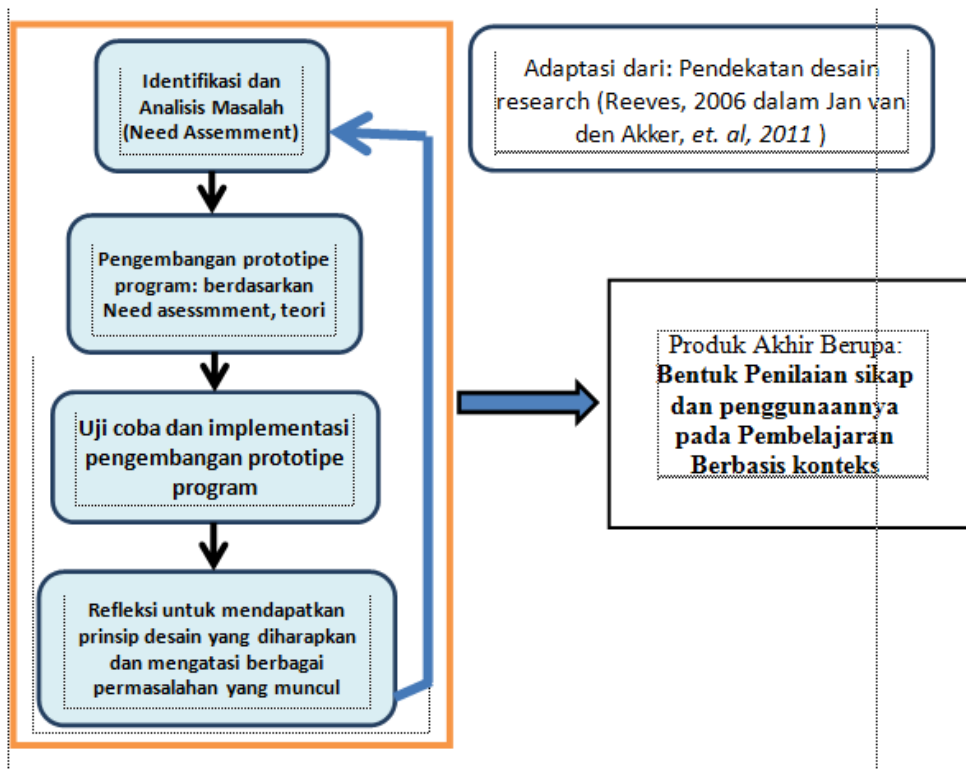 Identifikasi dan
Analisis Masalah
(Need Assemment)
Adaptasi dari: Pendekatan desain
research (Reeves, 2006 dalam Jan van
den Akker, et. al, 2011 )
Pengembangan prototipe
program: berdasarkan
Need asessmment, teori
Uji coba dan implementasi
pengembangan prototipe
program
Refleksi untuk mendapatkan
prinsip desain yang diharapkan
dan mengatasi berbagai
permasalahan yang muncul
Produk Akhir Berupa:
Bentuk Penilaian sikap
dan penggunaannya
pada Pembelajaran
Berbasis konteks